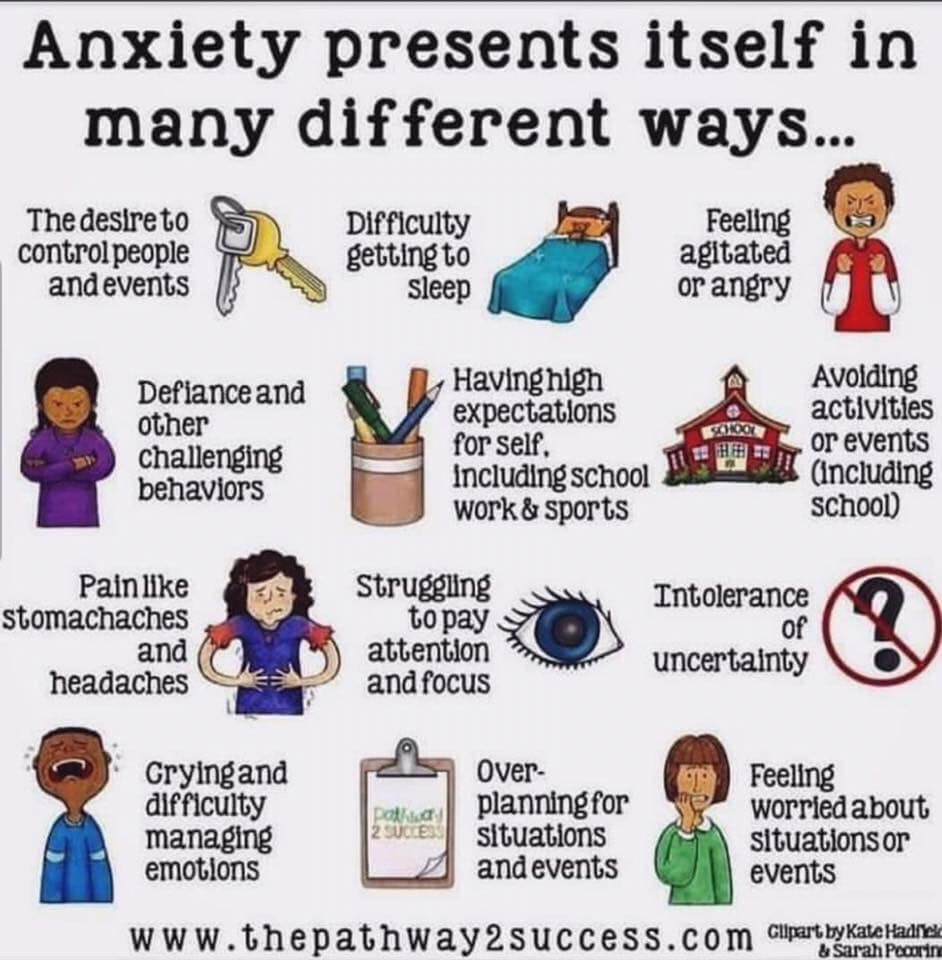 Anxiety presents itself in
many different ways...
The desire to
control people
and events
Difficulty
getting to
sleep
Feeling
agitated
or angry
Defiance and
other
challenging
behaviors
Having high
expectations
for self,
including school
work & sports
SCHOOL
Avoiding
activities
or events
(including
school)
Pain like
stomachaches
and
headaches
Struggling
to pay
attention
and focus
Intolerance
of
uncertainty
?
Crying and
difficulty
managing
emotions
Pathway
2 SUCCESS
Over-
planning for
situations
and events
Feeling
worried about
situations or
events
www.thepathway2success.com
Clipart by Kate Hadfield
& Sarah Pecorin